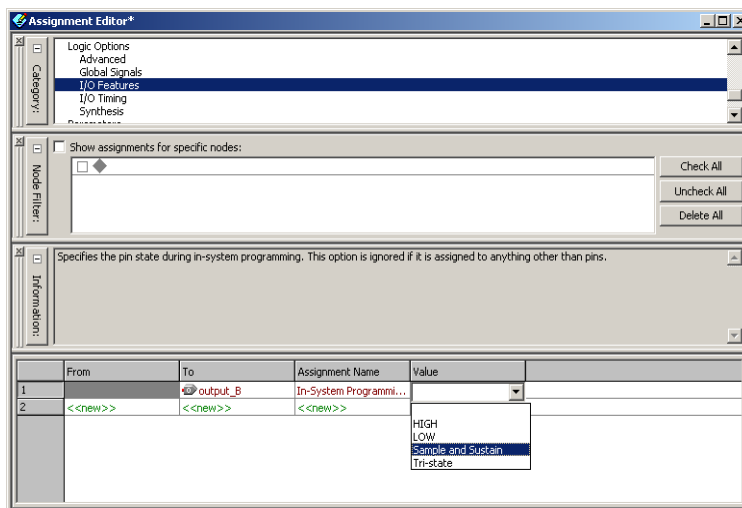 Assignment Editor*
Category:
Logic Options
Advanced
Global Signals
I/O Features
I/O Timing
Synthesis
Parameters
Node Filter:
Show assignments for specific nodes:
Check All
Uncheck All
Delete All
Information:
Specifies the pin state during in-system programming. This option is ignored if it is assigned to anything other than pins.
From To Assignment Name Value
1 output_B In-System Programmi...
2 <<new>> <<new>> <<new>>
HIGH
LOW
Sample and Sustain
Tri-state